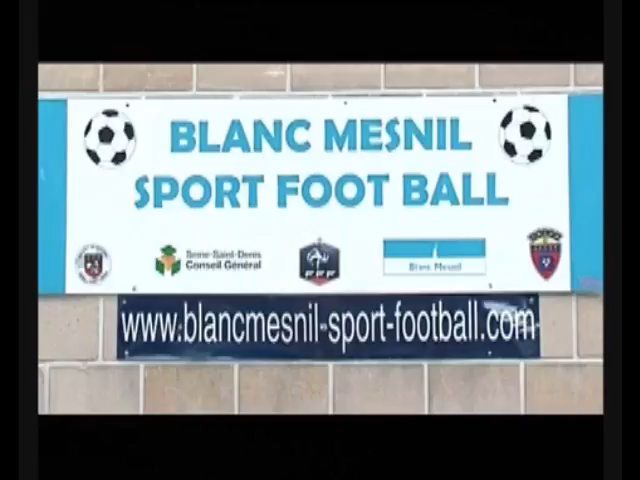 BLANC MESNIL
SPORT FOOT BALL
Seine-Saint-Denis
Conseil Général
FFF
Blanc Mesnil
www.blancmesnil-sport-football.com